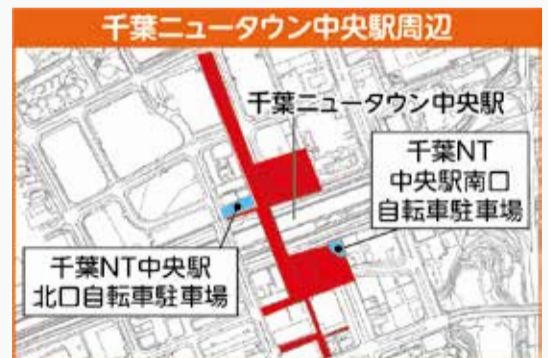 千葉ニュータウン中央駅周辺
千葉ニュータウン中央駅
千葉NT
中央駅南口
自転車駐車場
千葉NT中央駅
北口自転車駐車場